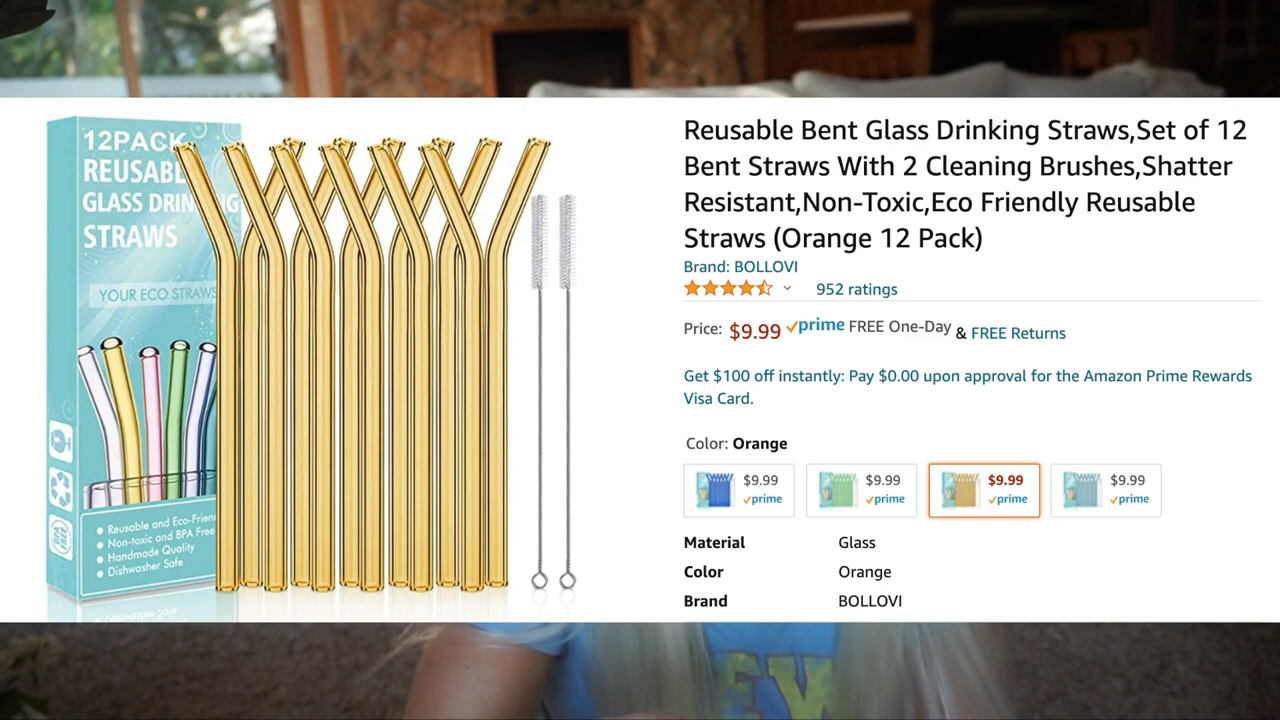 12PACK
REUSABL
GLASS DRINKING
STRAWS
YOUR ECO STRAWS
BPA FREE
Reusable and Eco-Frien
Non-toxic and BPA Free
Handmade Quality
Dishwasher Safe
Reusable Bent Glass Drinking Straws,Set of 12
Bent Straws With 2 Cleaning Brushes,Shatter
Resistant,Non-Toxic,Eco Friendly Reusable
Straws (Orange 12 Pack)
Brand: BOLLOVI
952 ratings
Price: $9.99 prime FREE One-Day & FREE Returns
Get $100 off instantly: Pay $0.00 upon approval for the Amazon Prime Rewards
Visa Card.
Color: Orange
$9.99 $9.99 $9.99 $9.99
prime prime prime prime
Material Glass
Color Orange
Brand BOLLOVI